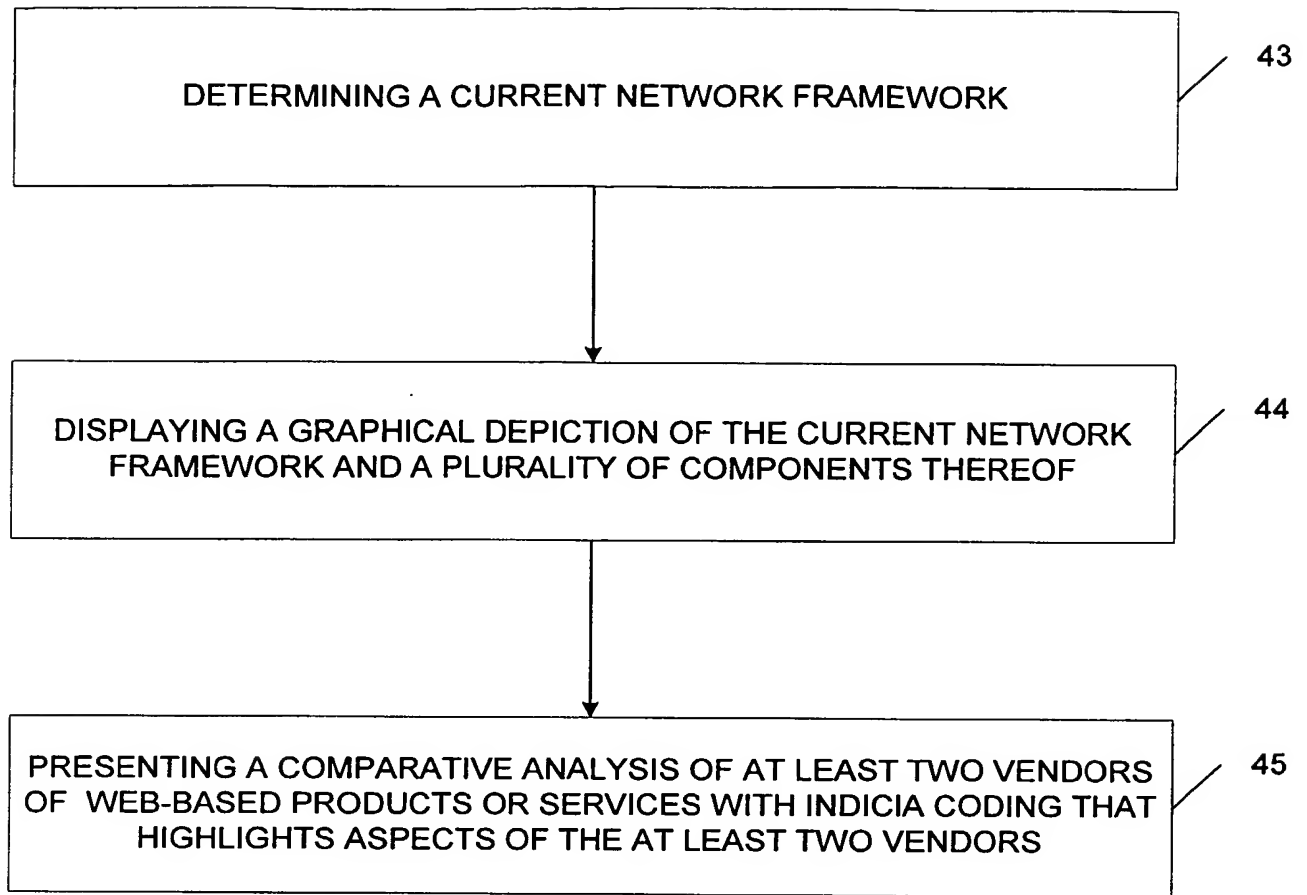 DETERMINING A CURRENT NETWORK FRAMEWORK
43
DISPLAYING A GRAPHICAL DEPICTION OF THE CURRENT NETWORK
FRAMEWORK AND A PLURALITY OF COMPONENTS THEREOF
44
PRESENTING A COMPARATIVE ANALYSIS OF AT LEAST TWO VENDORS
OF WEB-BASED PRODUCTS OR SERVICES WITH INDICIA CODING THAT
HIGHLIGHTS ASPECTS OF THE AT LEAST TWO VENDORS
45